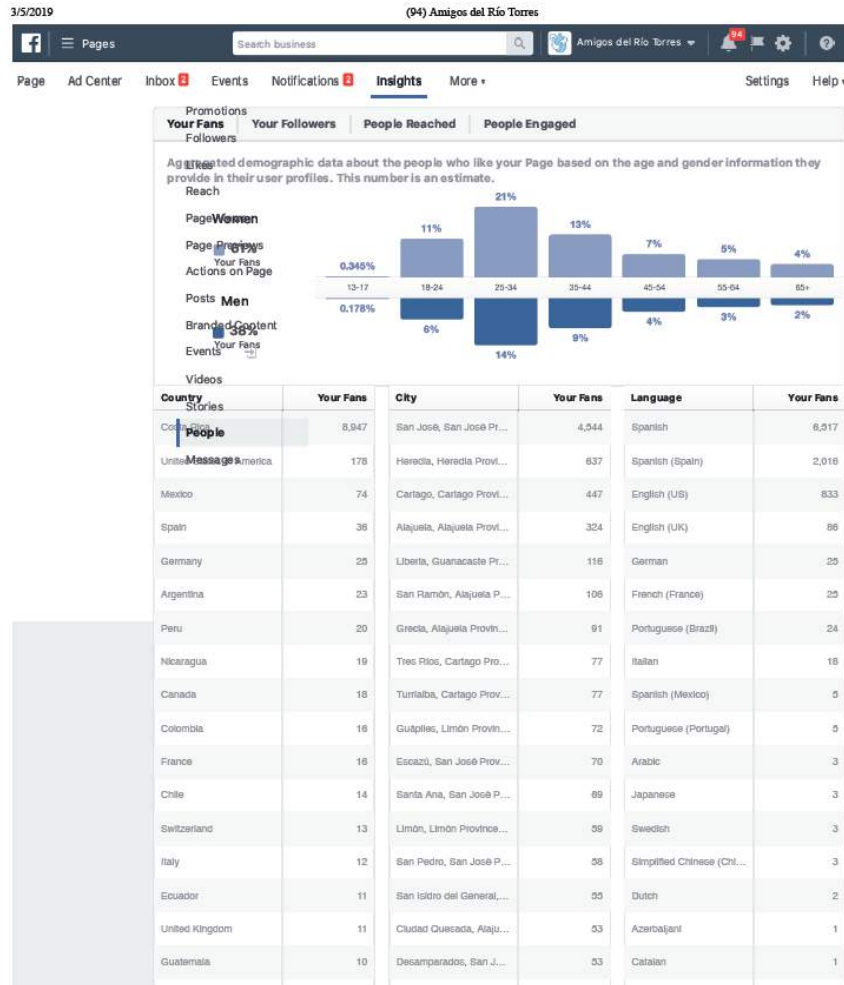 3/5/2019 (94) Amigos del Río Torres
Pages Search business Amigos del Río Torres 94
Page Ad Center Inbox 2 Events Notifications 2 Insights More Settings Help
Promotions
Your Fans Your Followers People Reached People Engaged
Followers
Aggregated demographic data about the people who like your Page based on the age and gender information they
Likes
provide in their user profiles. This number is an estimate.
Reach
21%
Women
11% 13%
Page Previews
61%
7% 5% 4%
Your Fans
Actions on Page
0.345%
13-17 18-24 25-34 35-44 45-54 55-64 65+
Posts
Men
0.178%
6% 14% 9% 4% 3% 2%
Branded Content
38%
Your Fans
Events
Videos
Country Your Fans City Your Fans Language Your Fans
Stories
Costa Rica 8,947 San José, San José Pr... 4,544 Spanish 6,517
People
United States of America 178 Heredia, Heredia Provi... 637 Spanish (Spain) 2,016
Messages
Mexico 74 Cartago, Cartago Provi... 447 English (US) 833
Spain 36 Alajuela, Alajuela Provi... 324 English (UK) 86
Germany 25 Liberia, Guanacaste Pr... 116 German 25
Argentina 23 San Ramón, Alajuela P... 106 French (France) 25
Peru 20 Grecia, Alajuela Provin... 91 Portuguese (Brazil) 24
Nicaragua 19 Tres Ríos, Cartago Pro... 77 Italian 18
Canada 18 Turrialba, Cartago Prov... 77 Spanish (Mexico) 5
Colombia 16 Guápiles, Limón Provin... 72 Portuguese (Portugal) 5
France 16 Escazú, San José Prov... 70 Arabic 3
Chile 14 Santa Ana, San José P... 69 Japanese 3
Switzerland 13 Limón, Limón Province... 59 Swedish 3
Italy 12 San Pedro, San José P... 58 Simplified Chinese (Chi... 3
Ecuador 11 San Isidro del General,... 55 Dutch 2
United Kingdom 11 Ciudad Quesada, Alaju... 53 Azerbaijani 1
Guatemala 10 Desamparados, San J... 53 Catalan 1